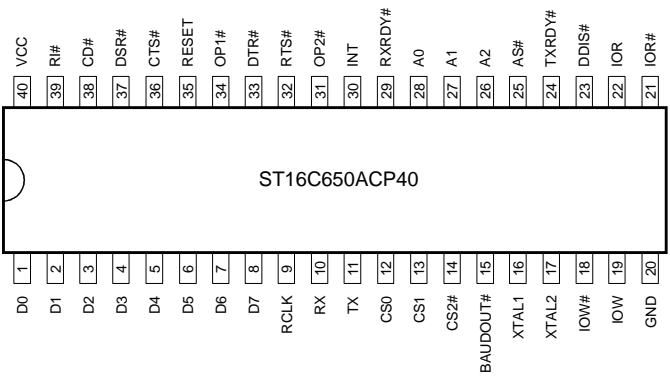 VCC RI# CD# DSR# CTS# RESET OP1# DTR# RTS# OP2# INT RXRDY# A0 A1 A2 AS# TXRDY# DDIS# IOR IOR#
40 39 38 37 36 35 34 33 32 31 30 29 28 27 26 25 24 23 22 21
ST16C650ACP40
1 2 3 4 5 6 7 8 9 10 11 12 13 14 15 16 17 18 19 20
D0 D1 D2 D3 D4 D5 D6 D7 RCLK RX TX CS0 CS1 CS2# BAUDOUT# XTAL1 XTAL2 IOW# IOW GND